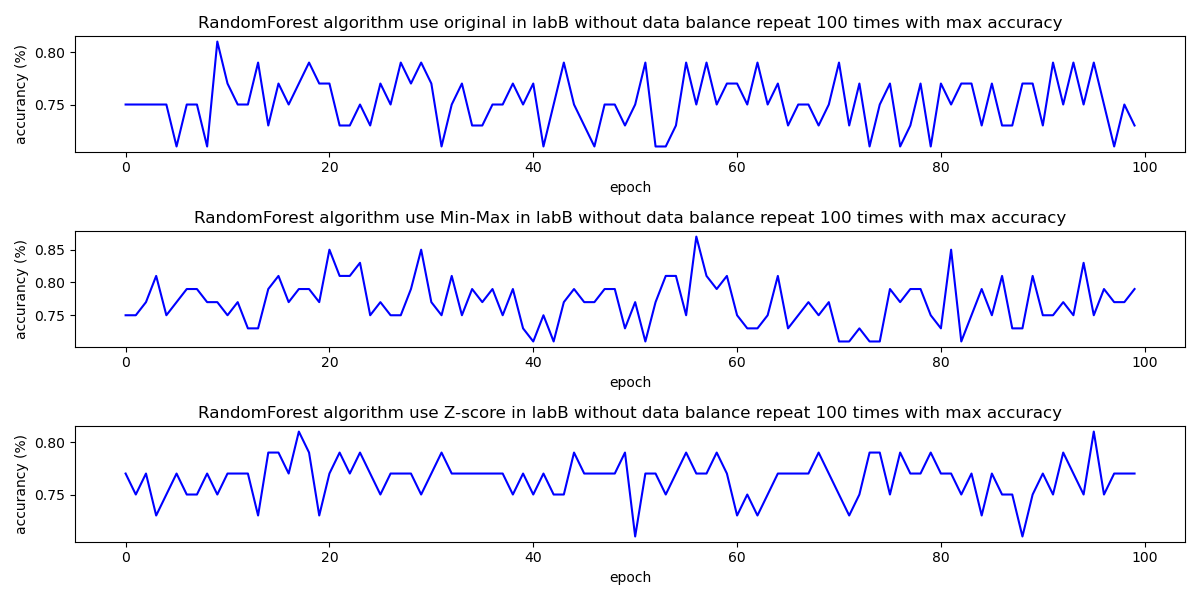 RandomForest algorithm use original in labB without data balance repeat 100 times with max accuracy
accurancy (%)
0.80
0.75
0 20 40 60 80 100
epoch
RandomForest algorithm use Min-Max in labB without data balance repeat 100 times with max accuracy
accurancy (%)
0.85
0.80
0.75
0 20 40 60 80 100
epoch
RandomForest algorithm use Z-score in labB without data balance repeat 100 times with max accuracy
accurancy (%)
0.80
0.75
0 20 40 60 80 100
epoch